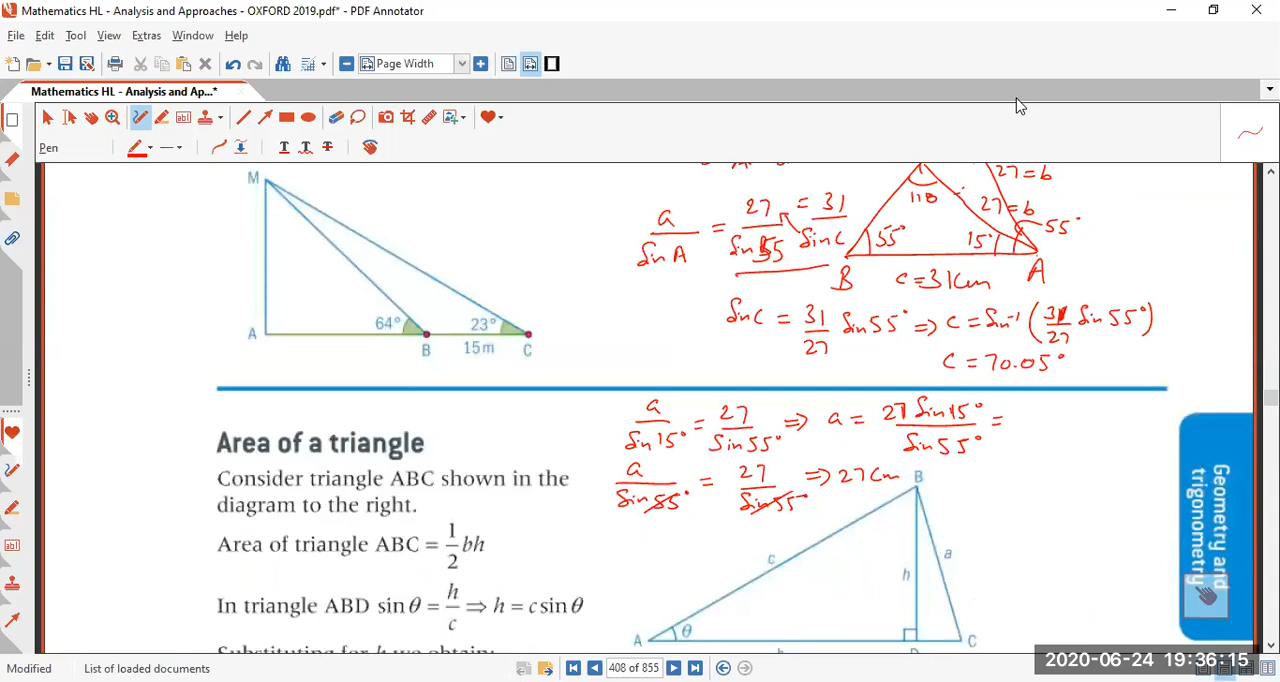 Mathematics HL - Analysis and Approaches - OXFORD 2019.pdf* - PDF Annotator
File Edit Tool View Extras Window Help
Page Width
Mathematics HL - Analysis and Ap...*
Pen
M
64° 23°
A B 15 m C
27 = b
110
27 = b
55°
a/sin A = 27/sin 55 = 31/sin C
55° 15°
B c = 31cm A
sin C = 31/27 sin 55° ⇒ C = sin⁻¹ (31/27 sin 55°)
C = 70.05°
a/sin 15° = 27/sin 55° ⇒ a = 27 sin 15°/sin 55° =
a/sin 55° = 27/sin 55° ⇒ 27 cm
Area of a triangle
Consider triangle ABC shown in the
diagram to the right.
Area of triangle ABC = 1/2 bh
In triangle ABD sin θ = h/c ⇒ h = c sin θ
B
c h a
A θ C
Geometry and
trigonometry
Modified List of loaded documents 408 of 855
2020-06-24 19:36:15